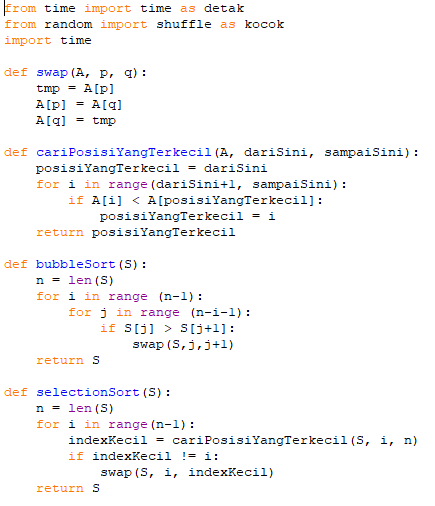 from time import time as detak
from random import shuffle as kocok
import time

def swap(A, p, q):
    tmp = A[p]
    A[p] = A[q]
    A[q] = tmp

def cariPosisiYangTerkecil(A, dariSini, sampaiSini):
    posisiYangTerkecil = dariSini
    for i in range(dariSini+1, sampaiSini):
        if A[i] < A[posisiYangTerkecil]:
            posisiYangTerkecil = i
    return posisiYangTerkecil

def bubbleSort(S):
    n = len(S)
    for i in range (n-1):
        for j in range (n-i-1):
            if S[j] > S[j+1]:
                swap(S,j,j+1)
    return S

def selectionSort(S):
    n = len(S)
    for i in range(n-1):
        indexKecil = cariPosisiYangTerkecil(S, i, n)
        if indexKecil != i:
            swap(S, i, indexKecil)
    return S